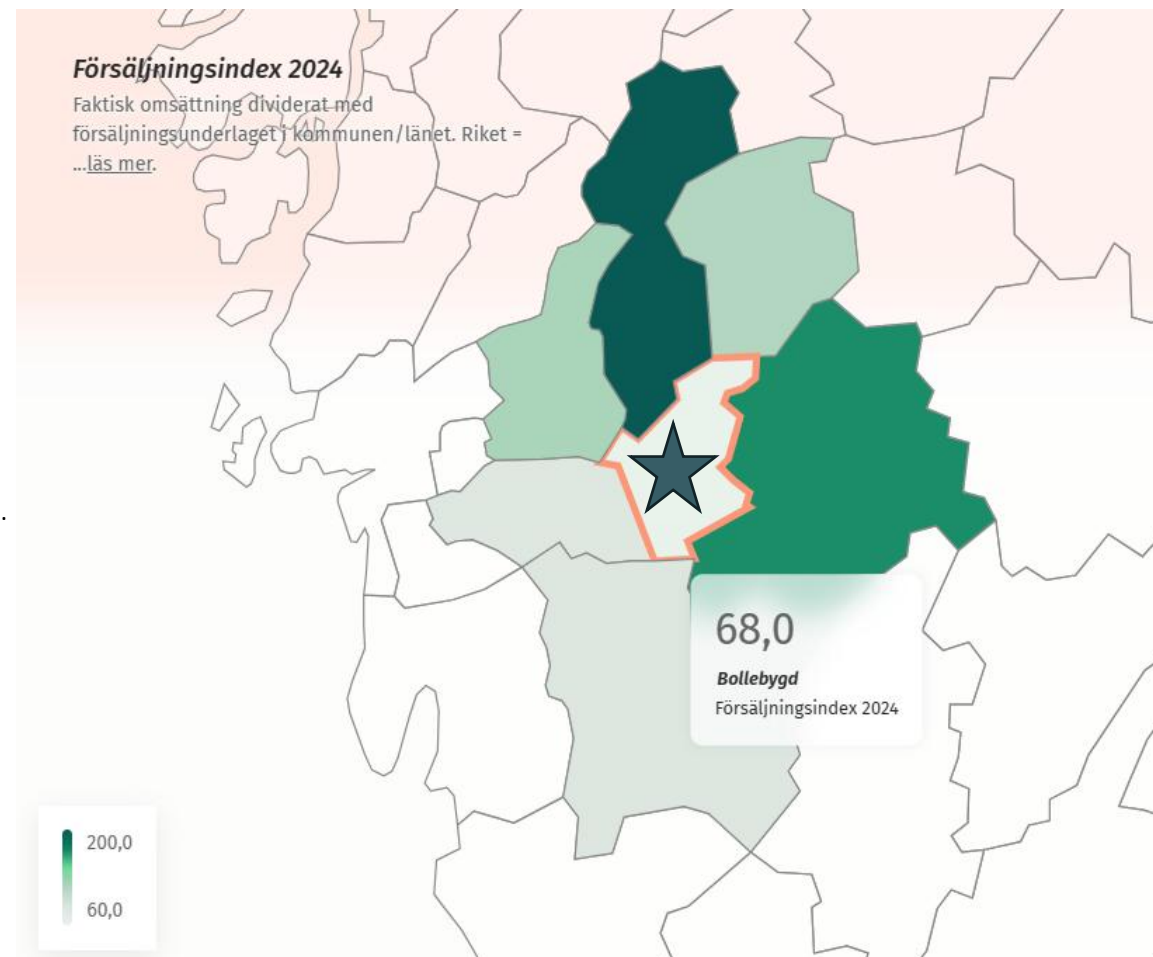 Försäljningsindex 2024
Faktisk omsättning dividerat med
försäljningsunderlaget i kommunen/länet. Riket =
...läs mer.
.
68,0
Bollebygd
Försäljningsindex 2024
200,0
60,0